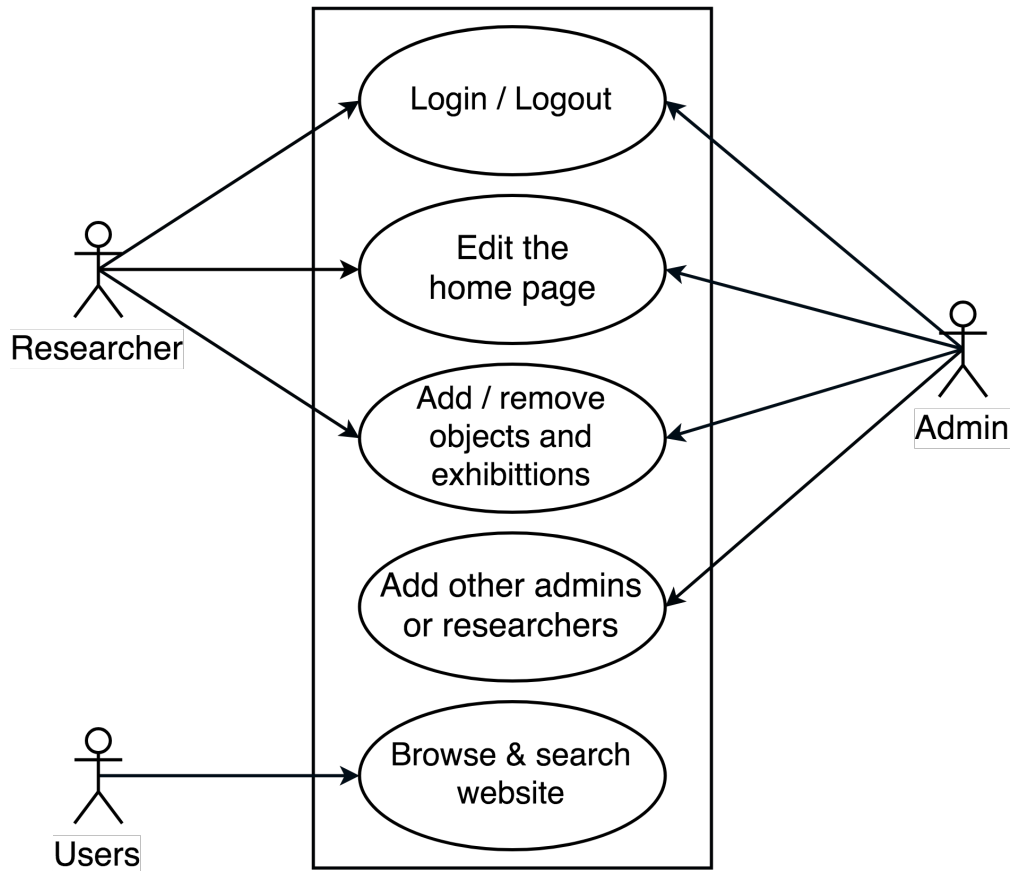 Login / Logout
Edit the
home page
Researcher
Add / remove
objects and
exhibittions
Admin
Add other admins
or researchers
Browse & search
website
Users